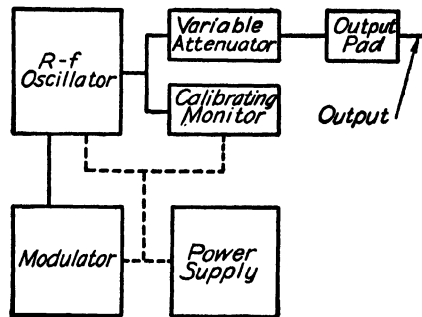 R-f
Oscillator
Variable
Attenuator
Output
Pad
Calibrating
Monitor
Output
Modulator
Power
Supply